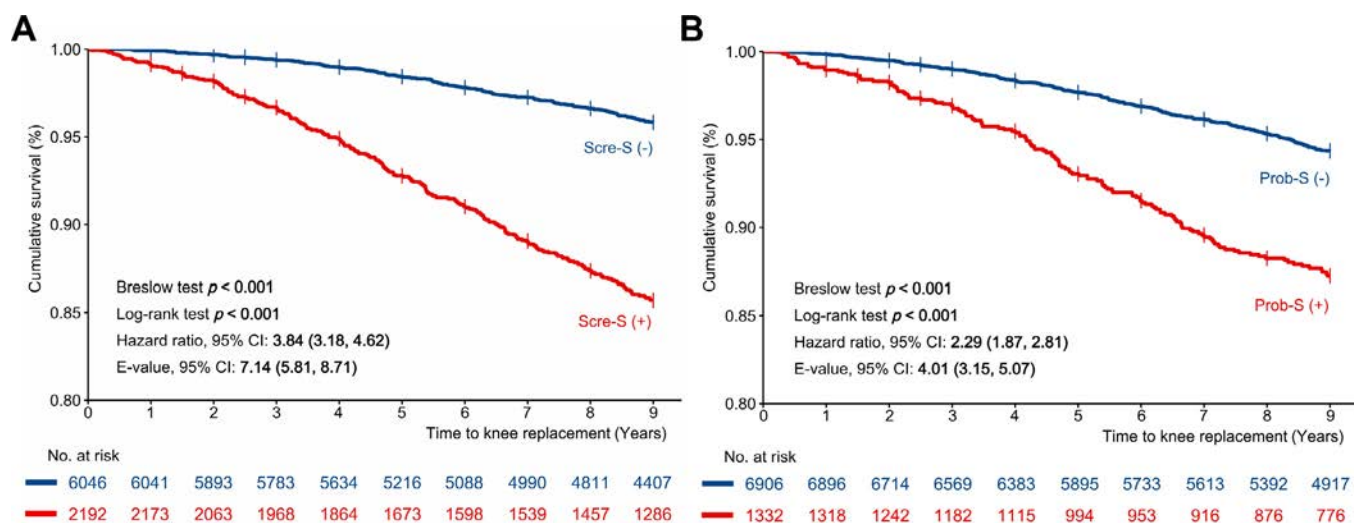 A
Cumulative survival (%)
1.00
0.95
0.90
0.85
0.80
Scre-S (-)
Scre-S (+)
Breslow test p < 0.001
Log-rank test p < 0.001
Hazard ratio, 95% CI: 3.84 (3.18, 4.62)
E-value, 95% CI: 7.14 (5.81, 8.71)
0 1 2 3 4 5 6 7 8 9
Time to knee replacement (Years)
No. at risk
6046 6041 5893 5783 5634 5216 5088 4990 4811 4407
2192 2173 2063 1968 1864 1673 1598 1539 1457 1286
B
Cumulative survival (%)
1.00
0.95
0.90
0.85
0.80
Prob-S (-)
Prob-S (+)
Breslow test p < 0.001
Log-rank test p < 0.001
Hazard ratio, 95% CI: 2.29 (1.87, 2.81)
E-value, 95% CI: 4.01 (3.15, 5.07)
0 1 2 3 4 5 6 7 8 9
Time to knee replacement (Years)
No. at risk
6906 6896 6714 6569 6383 5895 5733 5613 5392 4917
1332 1318 1242 1182 1115 994 953 916 876 776